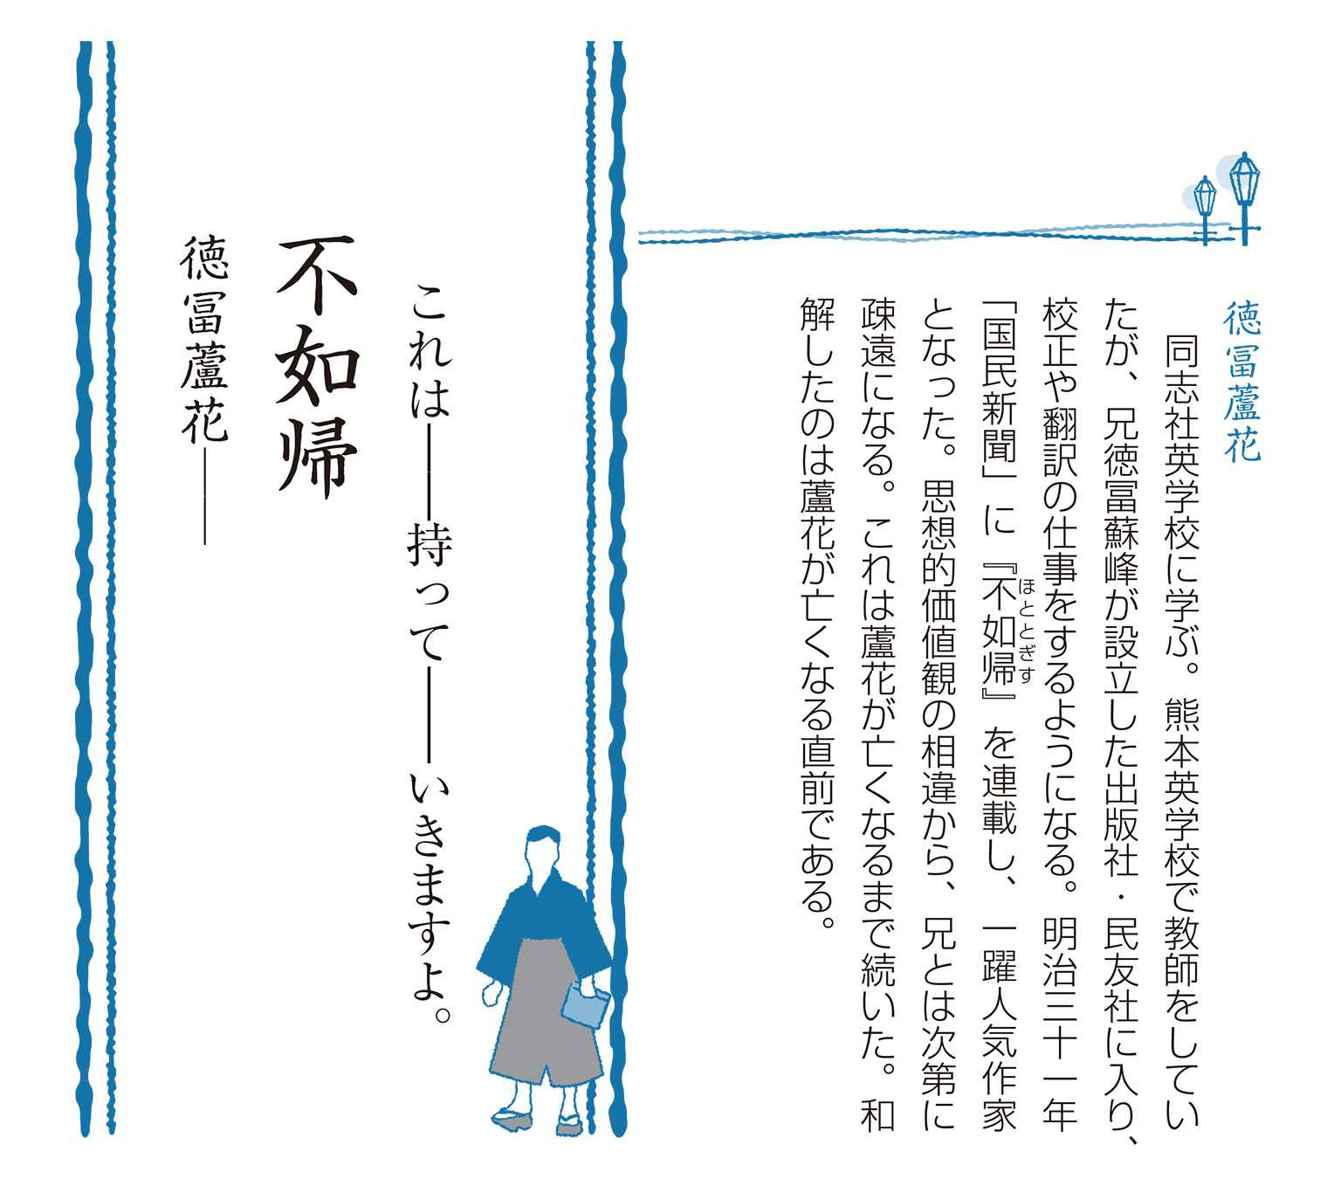 徳冨蘆花
同志社英学校に学ぶ。熊本英学校で教師をしてい
たが、兄徳冨蘇峰が設立した出版社・民友社に入り、
校正や翻訳の仕事をするようになる。明治三十一年
「国民新聞」に『不如帰』を連載し、一躍人気作家
ほととぎす
となった。思想的価値観の相違から、兄とは次第に
疎遠になる。これは蘆花が亡くなるまで続いた。和
解したのは蘆花が亡くなる直前である。
これは――持って――いきますよ。
不如帰
徳冨蘆花――